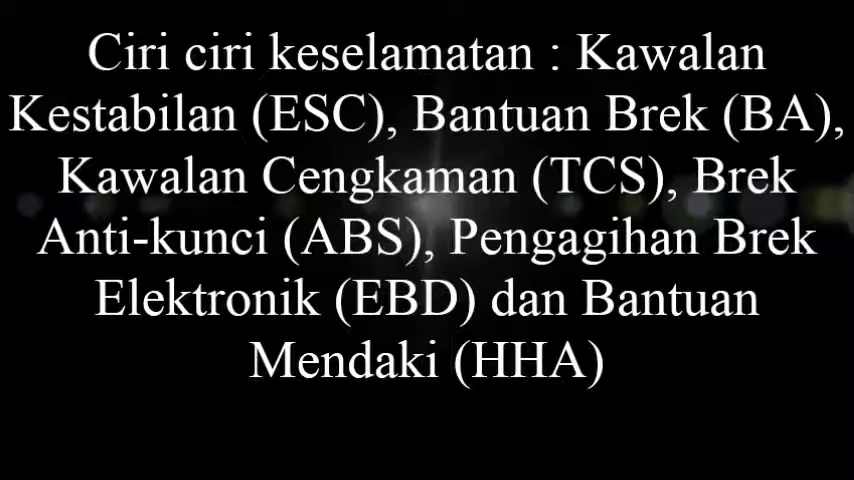 Ciri ciri keselamatan : Kawalan
Kestabilan (ESC), Bantuan Brek (BA),
Kawalan Cengkaman (TCS), Brek
Anti-kunci (ABS), Pengagihan Brek
Elektronik (EBD) dan Bantuan
Mendaki (HHA)